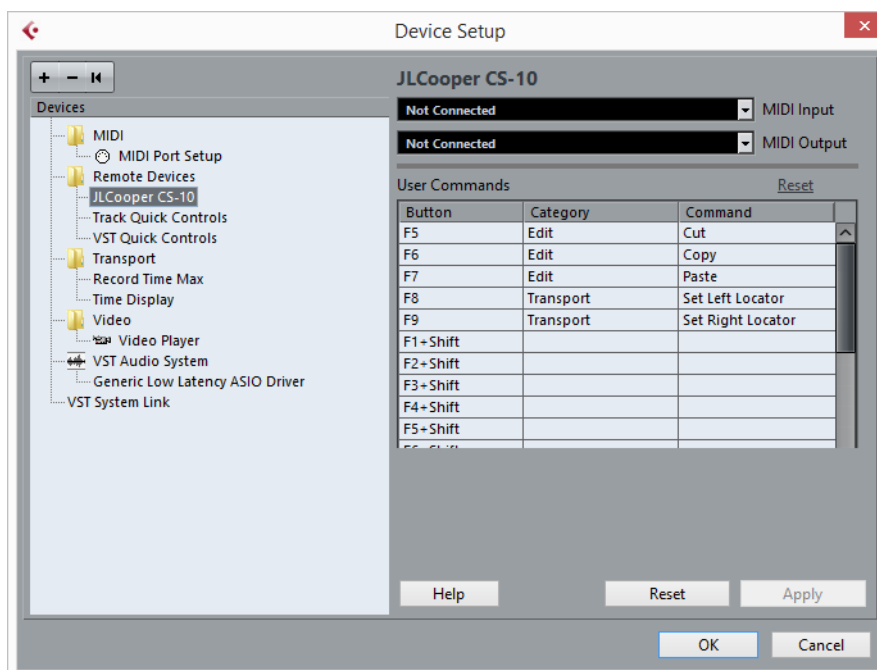 Device Setup
Devices
MIDI
MIDI Port Setup
Remote Devices
JLCooper CS-10
Track Quick Controls
VST Quick Controls
Transport
Record Time Max
Time Display
Video
Video Player
VST Audio System
Generic Low Latency ASIO Driver
VST System Link
JLCooper CS-10
Not Connected MIDI Input
Not Connected MIDI Output
User Commands Reset
Button Category Command
F5 Edit Cut
F6 Edit Copy
F7 Edit Paste
F8 Transport Set Left Locator
F9 Transport Set Right Locator
F1+Shift
F2+Shift
F3+Shift
F4+Shift
F5+Shift
Help Reset Apply
OK Cancel